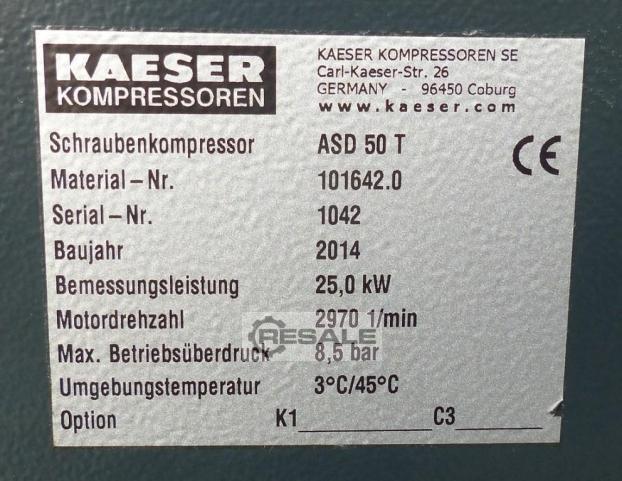 KAESER
KOMPRESSOREN
KAESER KOMPRESSOREN SE
Carl-Kaeser-Str. 26
GERMANY - 96450 Coburg
www.kaeser.com
CE
Schraubenkompressor ASD 50 T
Material – Nr. 101642.0
Serial – Nr. 1042
Baujahr 2014
Bemessungsleistung 25,0 kW
Motordrehzahl 2970 1/min
RESALE
Max. Betriebsüberdruck 8,5 bar
Umgebungstemperatur 3°C/45°C
Option K1 C3